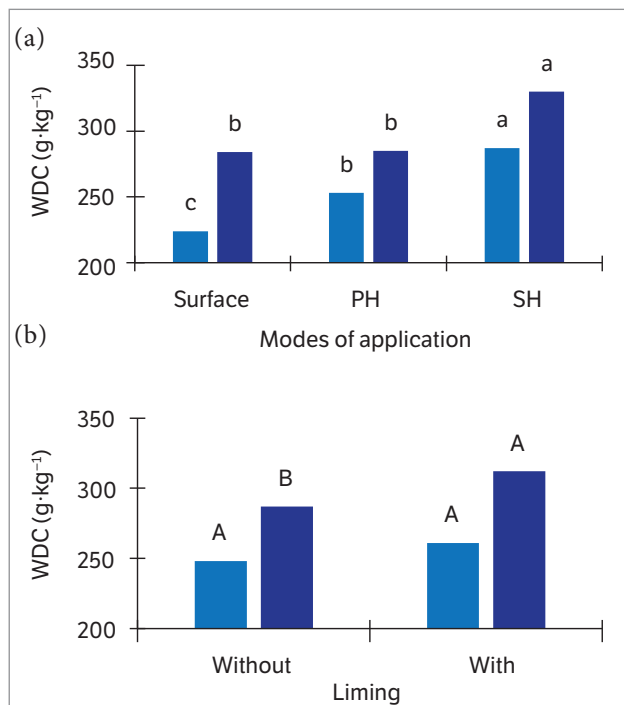 (a)
350
300
250
200
WDC (g·kg⁻¹)
c
b
b
b
a
a
Surface PH SH
Modes of application
(b)
350
300
250
200
WDC (g·kg⁻¹)
A
B
A
A
Without With
Liming